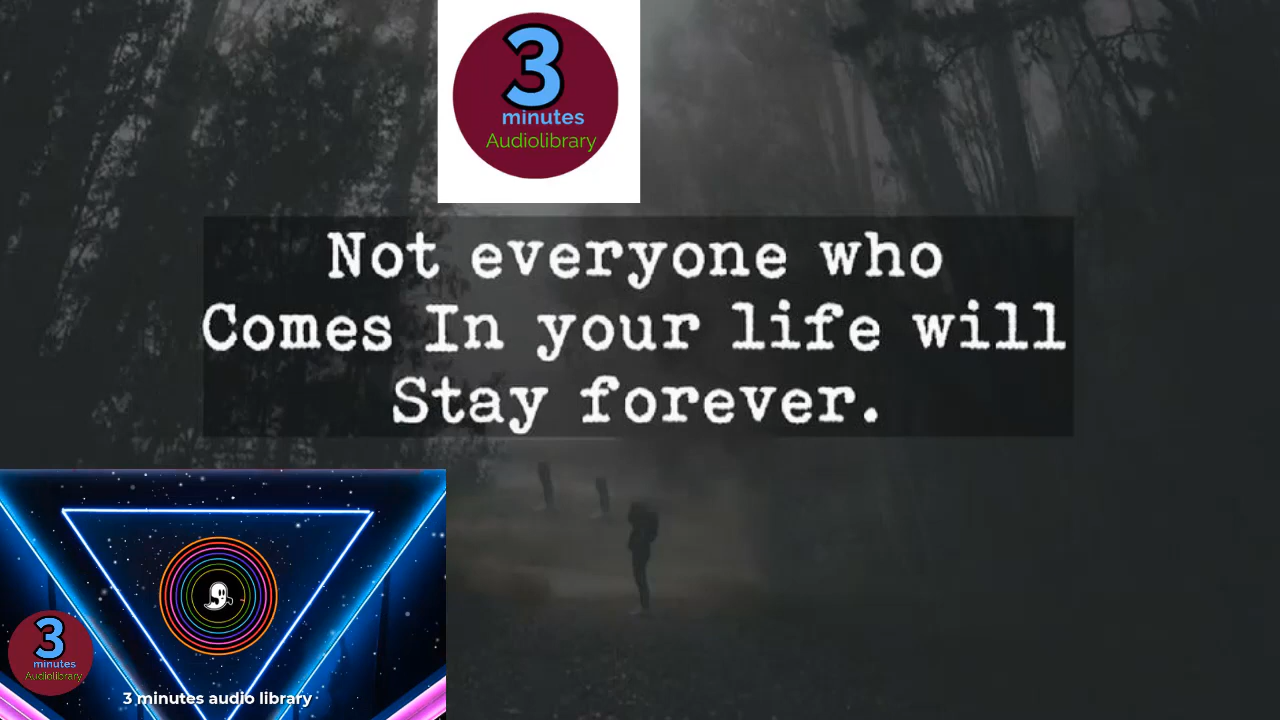 3
minutes
Audiolibrary
Not everyone who
Comes In your life will
Stay forever.
3
minutes
Audiolibrary
3 minutes audio library